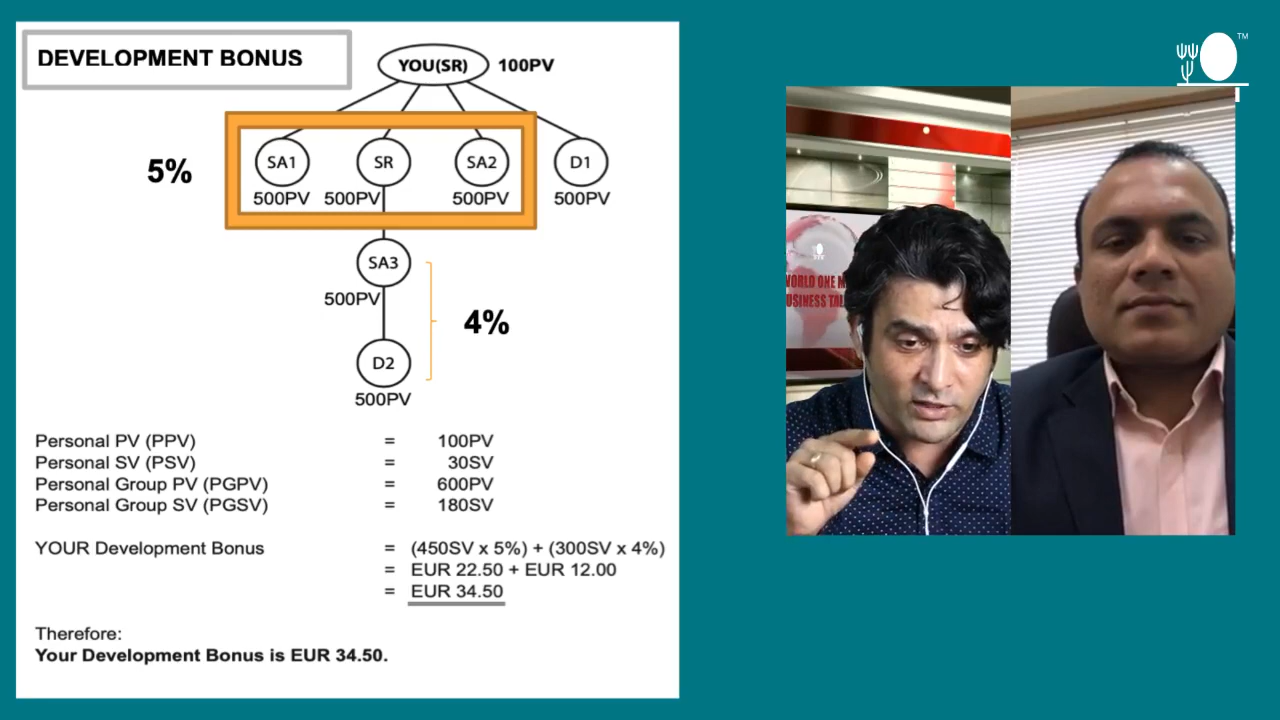 DEVELOPMENT BONUS
YOU(SR) 100PV
5%
SA1 SR SA2 D1
500PV 500PV 500PV 500PV
SA3
500PV
4%
D2
500PV
Personal PV (PPV) = 100PV
Personal SV (PSV) = 30SV
Personal Group PV (PGPV) = 600PV
Personal Group SV (PGSV) = 180SV
YOUR Development Bonus = (450SV x 5%) + (300SV x 4%)
= EUR 22.50 + EUR 12.00
= EUR 34.50
Therefore:
Your Development Bonus is EUR 34.50.
TM
WORLD ONE